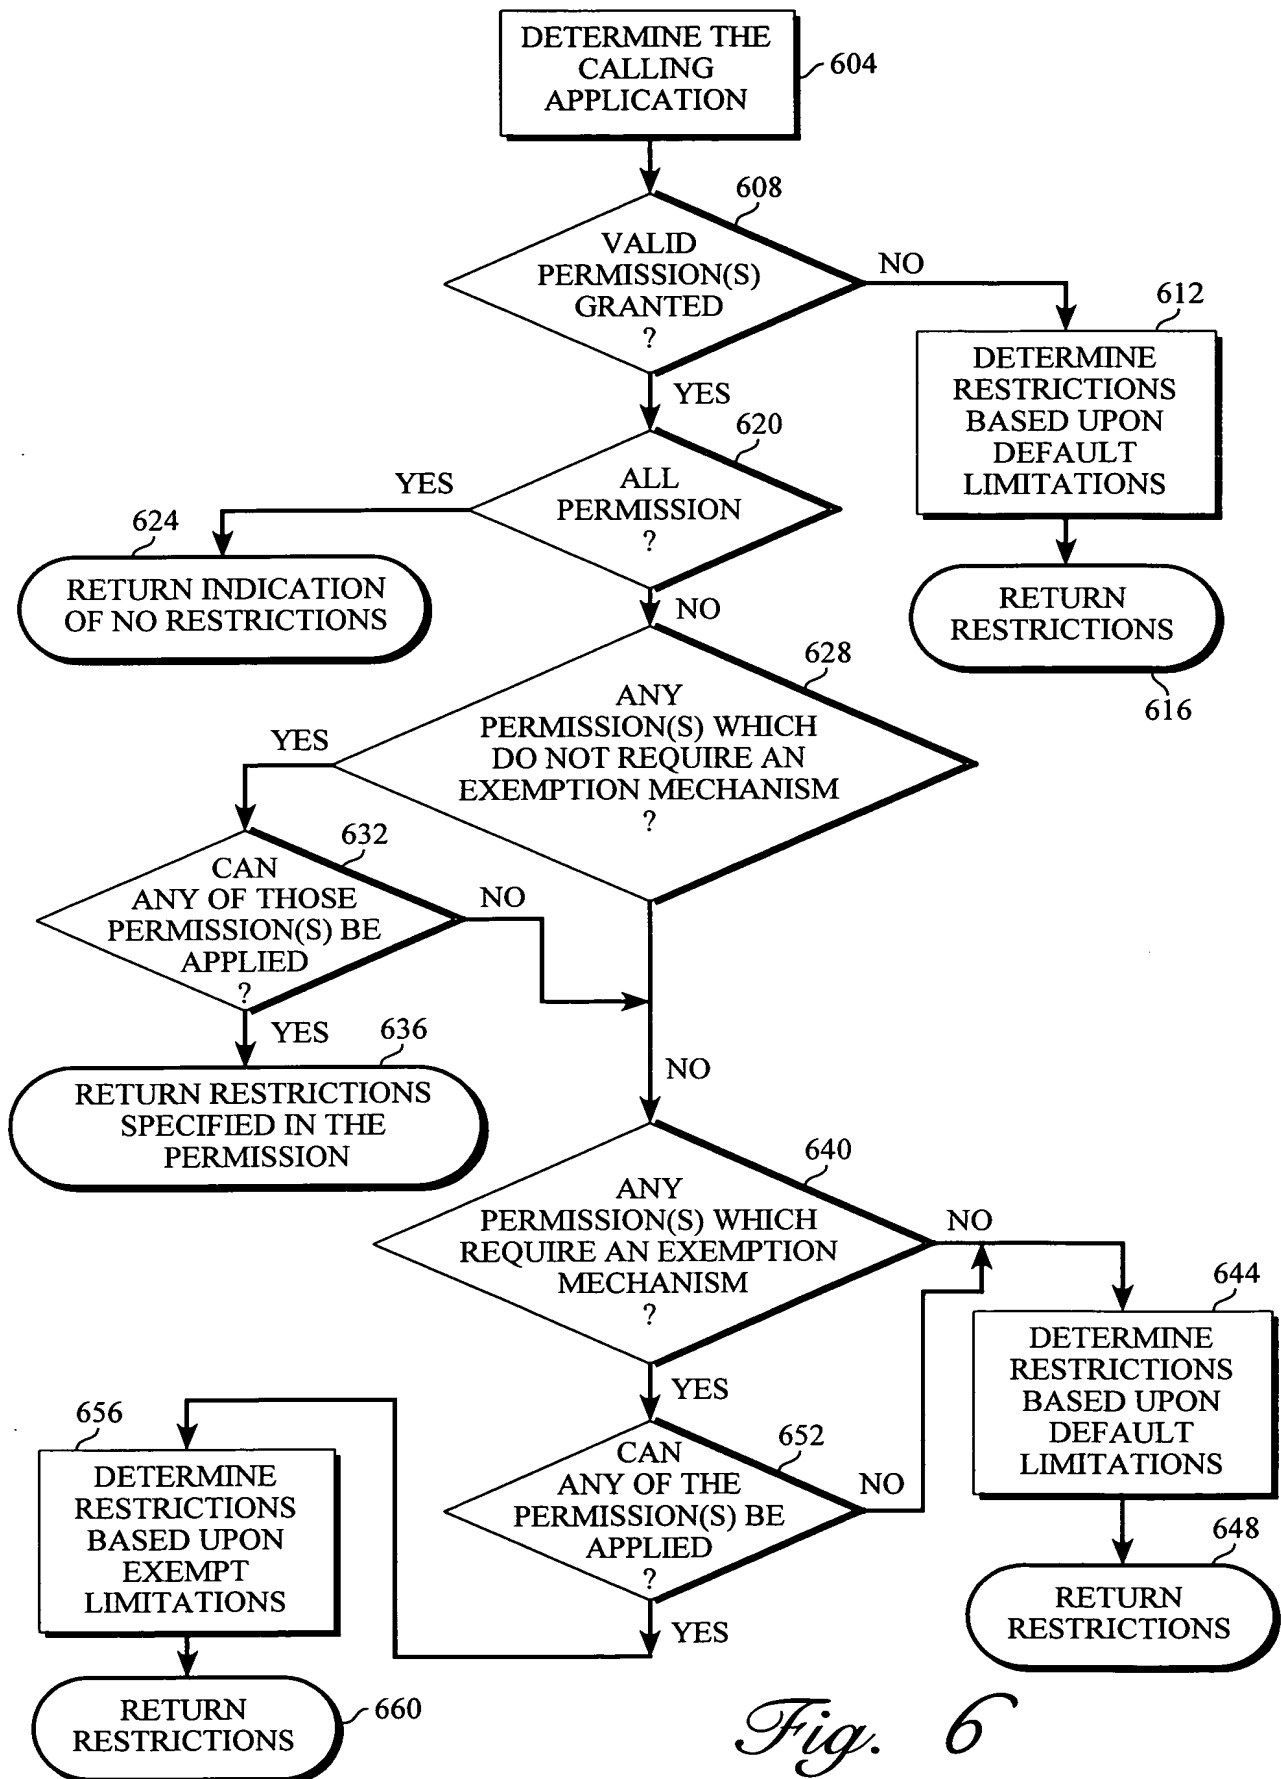 DETERMINE THE
CALLING
APPLICATION
604
608
VALID
PERMISSION(S)
GRANTED
?
NO
612
DETERMINE
RESTRICTIONS
BASED UPON
DEFAULT
LIMITATIONS
YES
620
ALL
PERMISSION
?
YES
624
RETURN INDICATION
OF NO RESTRICTIONS
NO
RETURN
RESTRICTIONS
616
628
ANY
PERMISSION(S) WHICH
DO NOT REQUIRE AN
EXEMPTION MECHANISM
?
YES
632
CAN
ANY OF THOSE
PERMISSION(S) BE
APPLIED
?
NO
YES
636
RETURN RESTRICTIONS
SPECIFIED IN THE
PERMISSION
NO
640
ANY
PERMISSION(S) WHICH
REQUIRE AN EXEMPTION
MECHANISM
?
NO
644
DETERMINE
RESTRICTIONS
BASED UPON
DEFAULT
LIMITATIONS
YES
652
CAN
ANY OF THE
PERMISSION(S) BE
APPLIED
?
NO
648
RETURN
RESTRICTIONS
YES
656
DETERMINE
RESTRICTIONS
BASED UPON
EXEMPT
LIMITATIONS
RETURN
RESTRICTIONS
660
Fig. 6